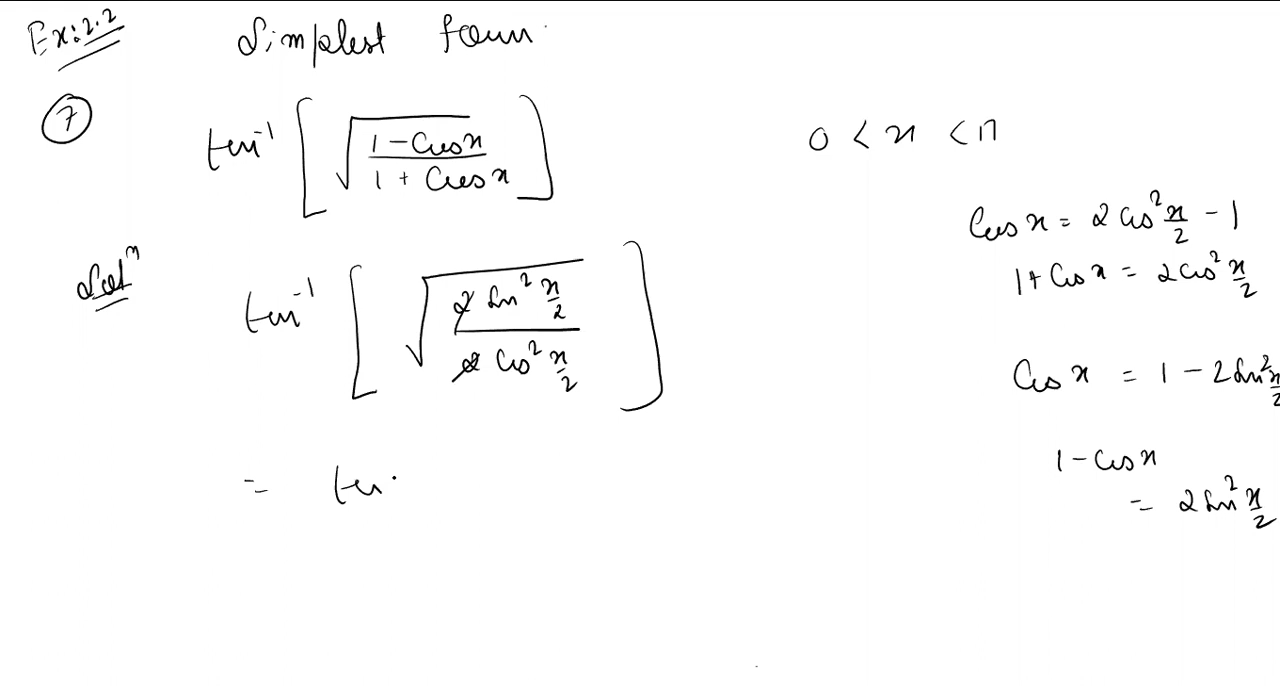 Ex: 2.2 Simplest form
7 tan⁻¹ [ √((1 - Cos x)/(1 + Cos x)) ] 0 < x < π
Cos x = 2 Cos² x/2 - 1
1 + Cos x = 2 Cos² x/2
Solⁿ tan⁻¹ [ √((2 Sin² x/2)/(2 Cos² x/2)) ]
Cos x = 1 - 2 Sin² x/2
1 - Cos x
= 2 Sin² x/2
= tan